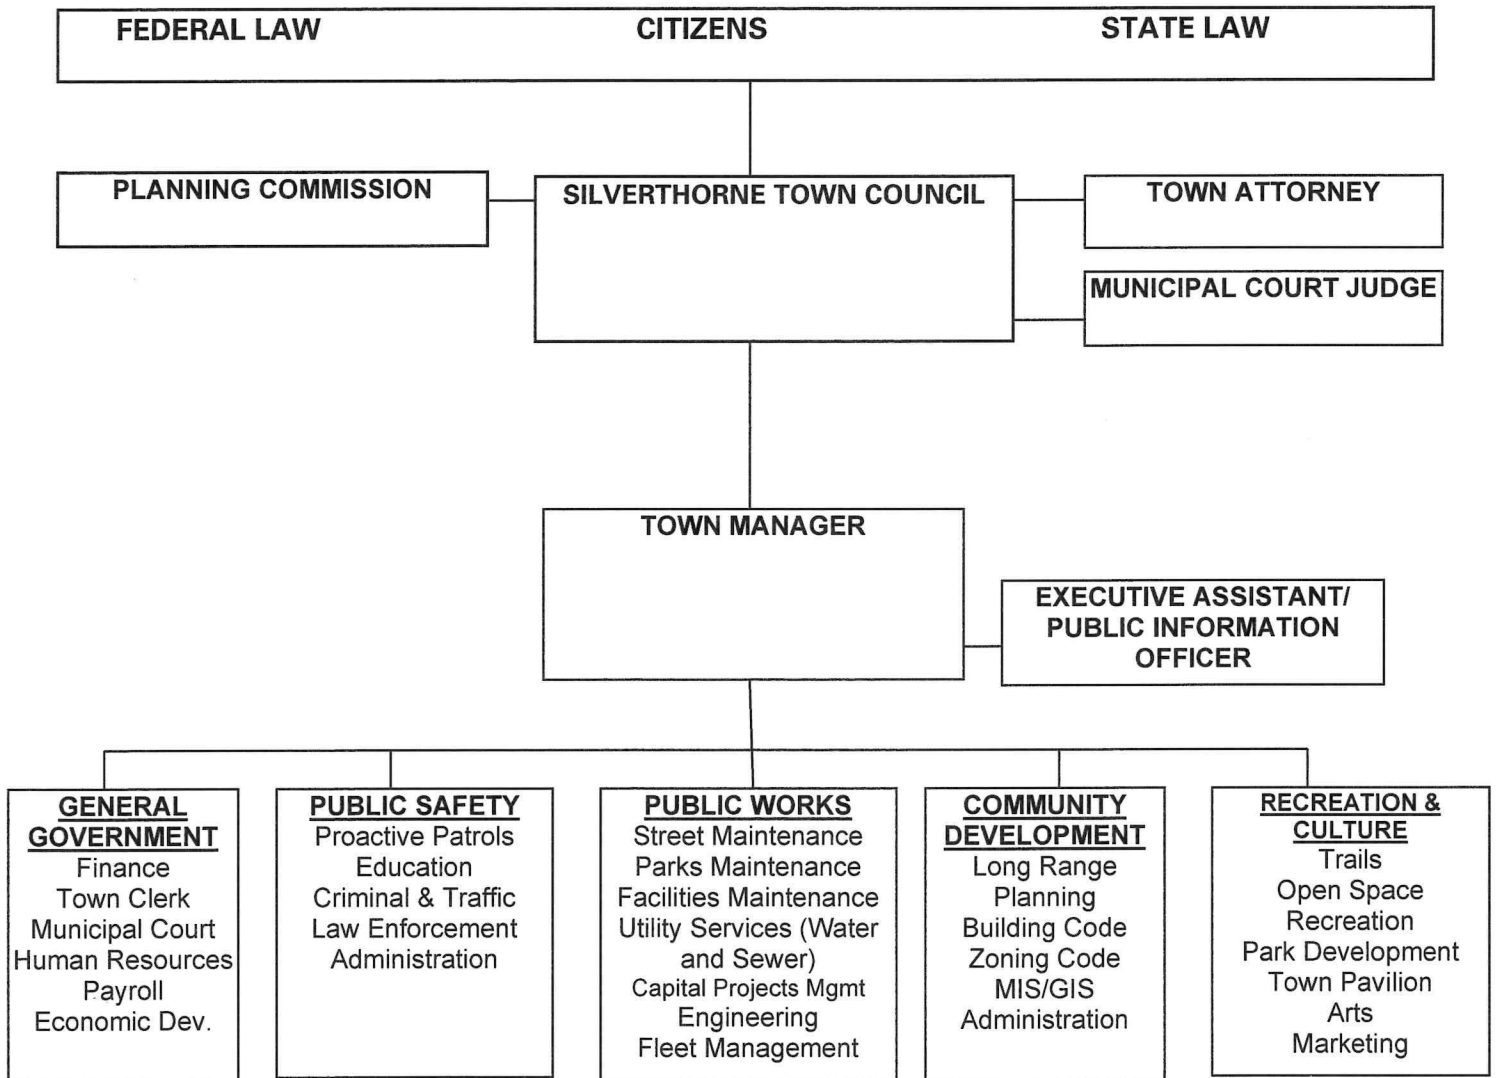 FEDERAL LAW CITIZENS STATE LAW
PLANNING COMMISSION
SILVERTHORNE TOWN COUNCIL
TOWN ATTORNEY
MUNICIPAL COURT JUDGE
TOWN MANAGER
EXECUTIVE ASSISTANT/
PUBLIC INFORMATION
OFFICER
GENERAL
GOVERNMENT
Finance
Town Clerk
Municipal Court
Human Resources
Payroll
Economic Dev.
PUBLIC SAFETY
Proactive Patrols
Education
Criminal & Traffic
Law Enforcement
Administration
PUBLIC WORKS
Street Maintenance
Parks Maintenance
Facilities Maintenance
Utility Services (Water
and Sewer)
Capital Projects Mgmt
Engineering
Fleet Management
COMMUNITY
DEVELOPMENT
Long Range
Planning
Building Code
Zoning Code
MIS/GIS
Administration
RECREATION &
CULTURE
Trails
Open Space
Recreation
Park Development
Town Pavilion
Arts
Marketing